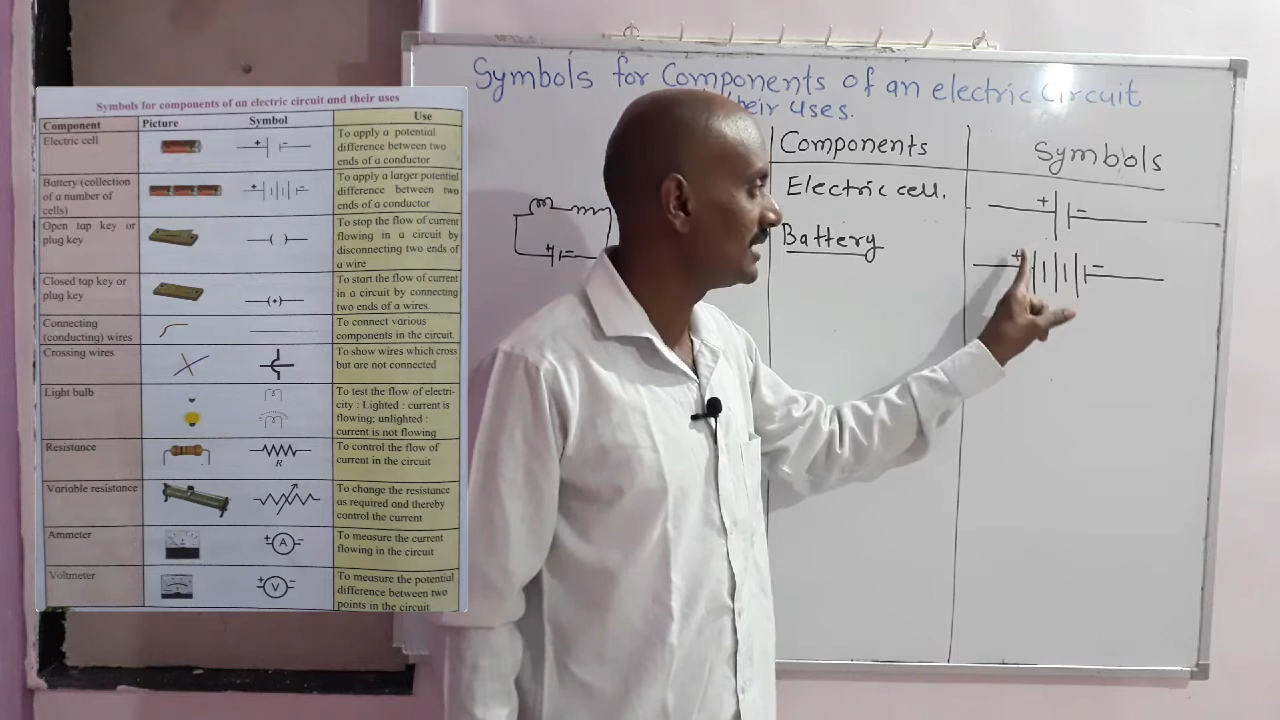 Symbols for components of an electric circuit and their uses
Component Picture Symbol Use
Electric cell
+
–
To apply a potential
difference between two
ends of a conductor
Battery (collection
of a number of
cells)
+
–
To apply a larger potential
difference between two
ends of a conductor
Open tap key or
plug key
To stop the flow of current
flowing in a circuit by
disconnecting two ends of
a wire
Closed tap key or
plug key
To start the flow of current
in a circuit by connecting
two ends of a wires.
Connecting
(conducting) wires
To connect various
components in the circuit.
Crossing wires
To show wires which cross
but are not connected
Light bulb
To test the flow of electri-
city : Lighted : current is
flowing; unlighted :
current is not flowing
Resistance
R
To control the flow of
current in the circuit
Variable resistance
To change the resistance
as required and thereby
control the current
Ammeter
+ A –
To measure the current
flowing in the circuit
Voltmeter
+ V –
To measure the potential
difference between two
points in the circuit
Symbols for Components of an electric Circuit
their uses.
Components Symbols
Electric cell. + –
Battery + –
+ –